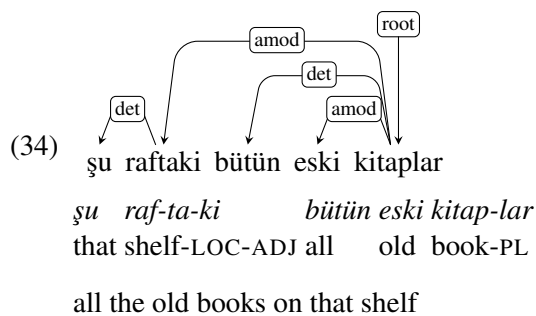 root
amod
det
det amod
(34) şu raftaki bütün eski kitaplar
şu raf-ta-ki bütün eski kitap-lar
that shelf-LOC-ADJ all old book-PL
all the old books on that shelf